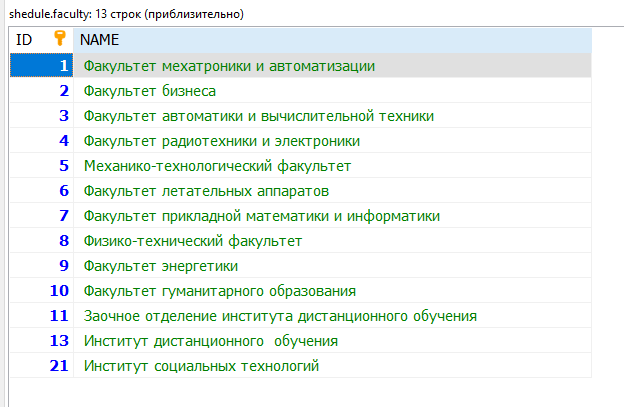 shedule.faculty: 13 строк (приблизительно)
ID NAME
1 Факультет мехатроники и автоматизации
2 Факультет бизнеса
3 Факультет автоматики и вычислительной техники
4 Факультет радиотехники и электроники
5 Механико-технологический факультет
6 Факультет летательных аппаратов
7 Факультет прикладной математики и информатики
8 Физико-технический факультет
9 Факультет энергетики
10 Факультет гуманитарного образования
11 Заочное отделение института дистанционного обучения
13 Институт дистанционного  обучения
21 Институт социальных технологий